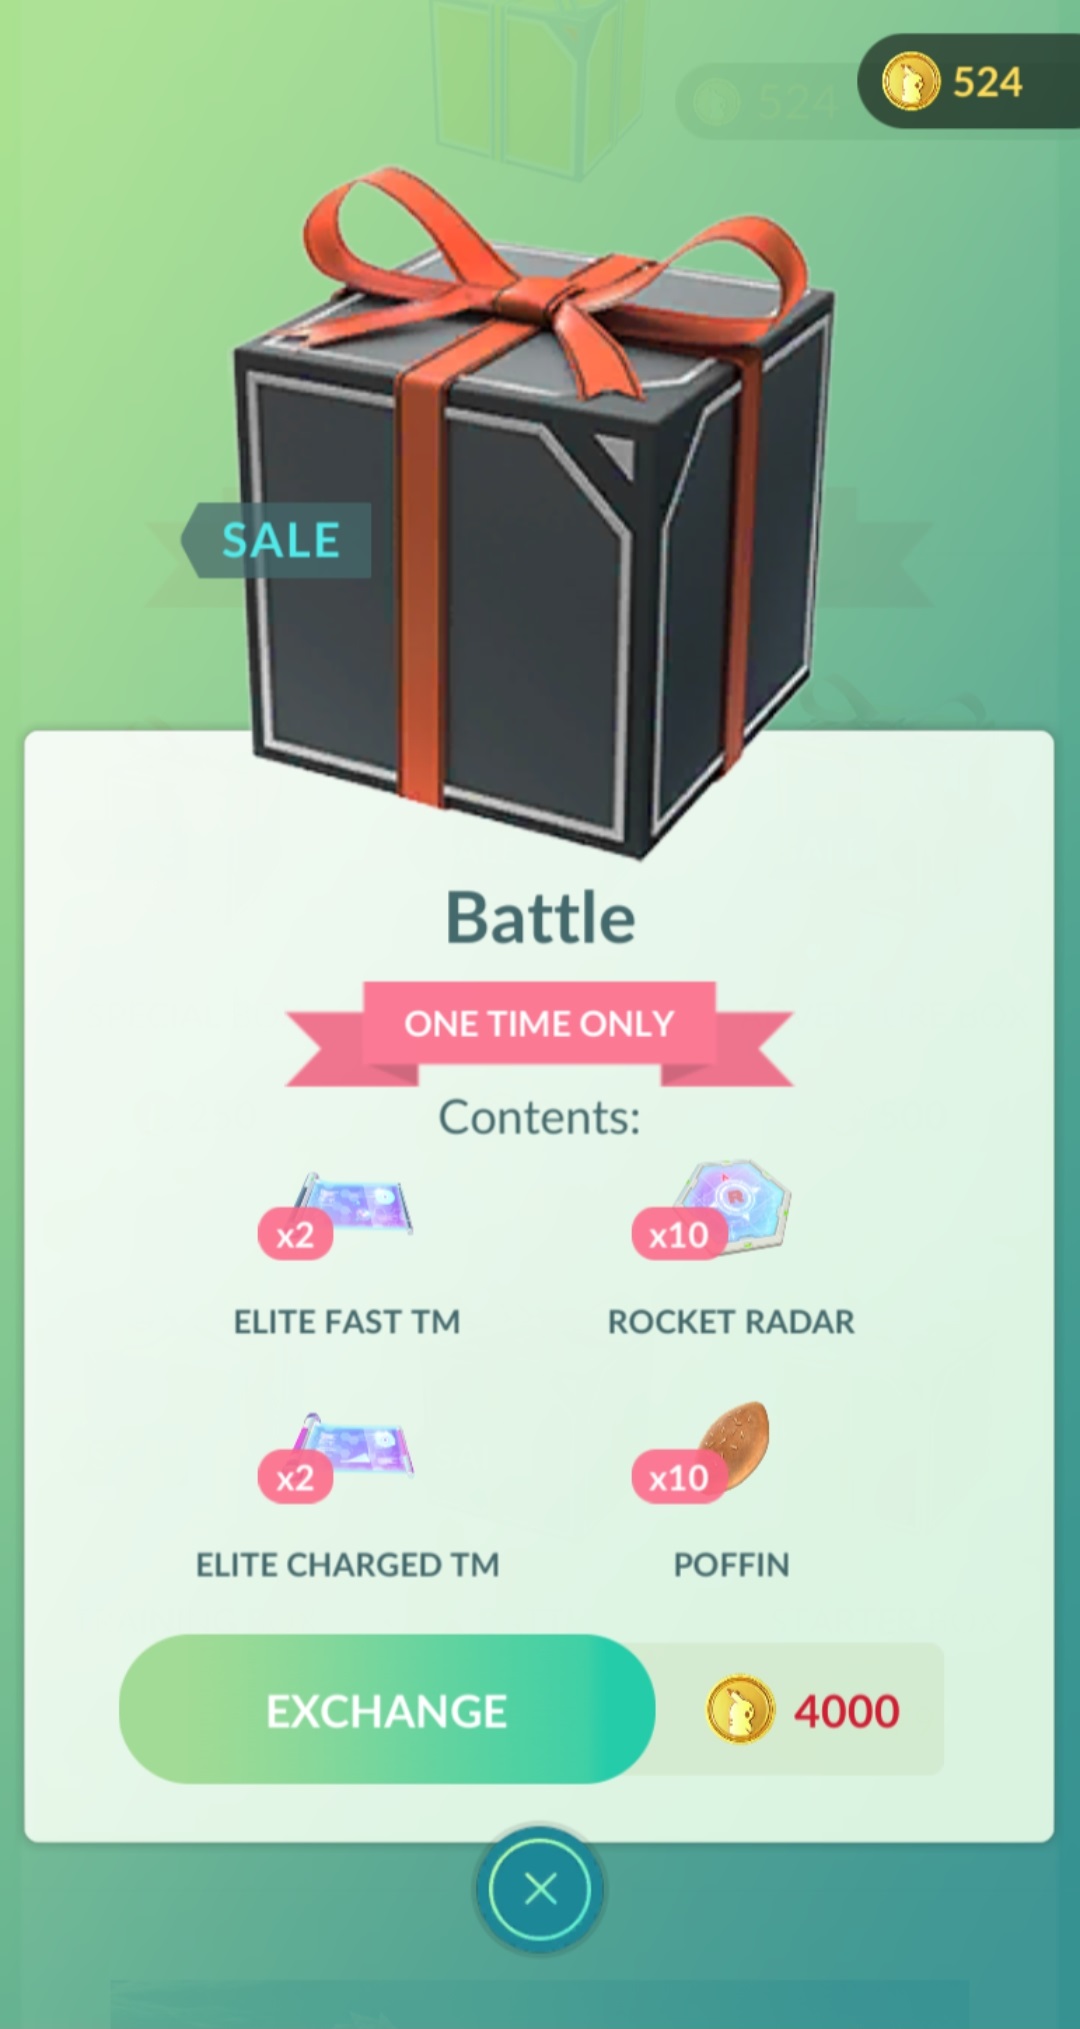 524
SALE
Battle
ONE TIME ONLY
Contents:
x2
ELITE FAST TM
x10
R
ROCKET RADAR
x2
ELITE CHARGED TM
x10
POFFIN
EXCHANGE
4000